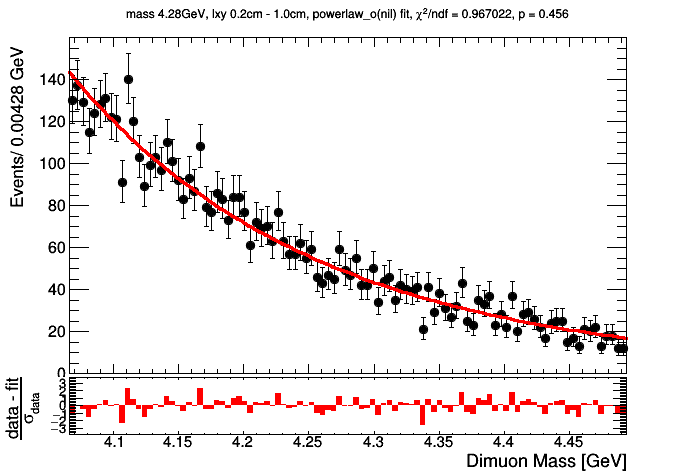 mass 4.28GeV, lxy 0.2cm - 1.0cm, powerlaw_o(nil) fit, χ²/ndf = 0.967022, p = 0.456
Events/ 0.00428 GeV
140
120
100
80
60
40
20
0
data - fit
σdata
3
2
1
0
−1
−2
−3
4.1 4.15 4.2 4.25 4.3 4.35 4.4 4.45
Dimuon Mass [GeV]